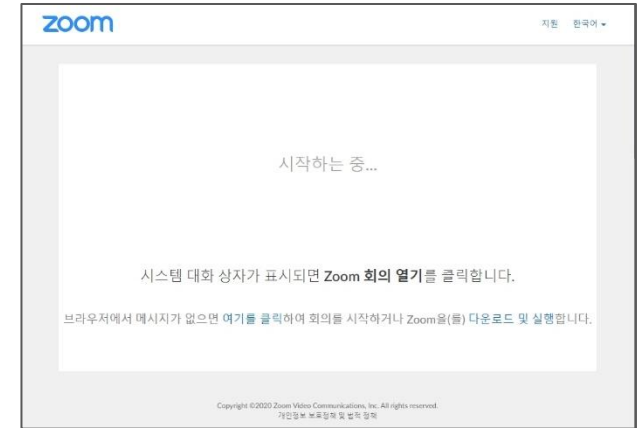 zoom
지원 한국어
시작하는 중...
시스템 대화 상자가 표시되면 Zoom 회의 열기를 클릭합니다.
브라우저에서 메시지가 없으면 여기를 클릭하여 회의를 시작하거나 Zoom을(를) 다운로드 및 실행합니다.
Copyright ©2020 Zoom Video Communications, Inc. All rights reserved.
개인정보 보호정책 및 법적 정책